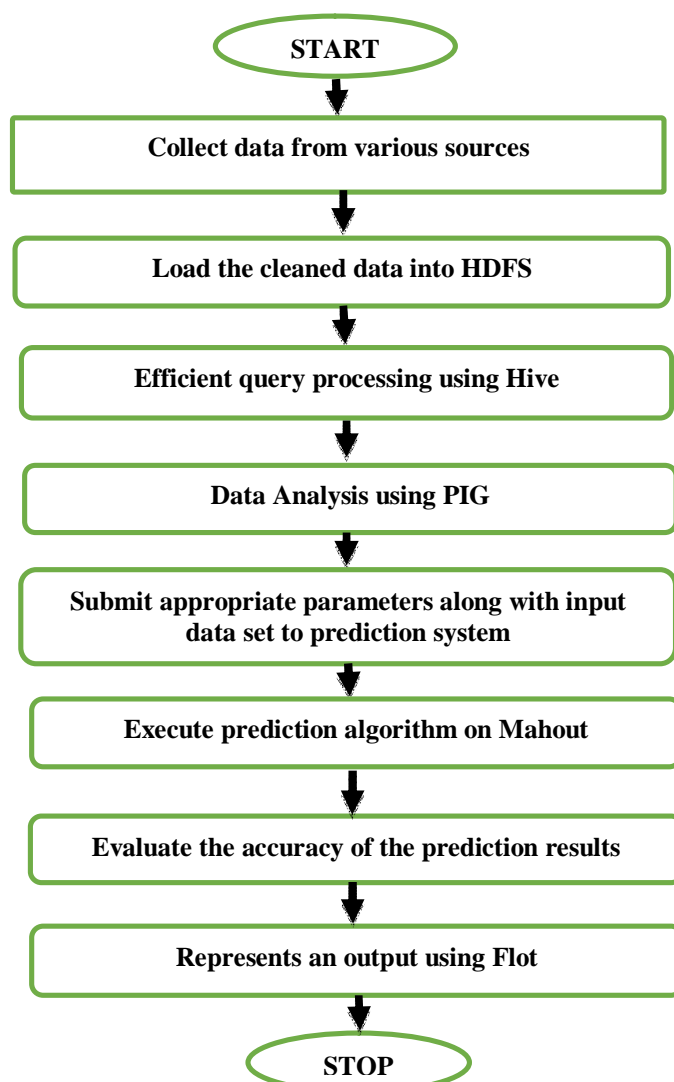 START
Collect data from various sources
Load the cleaned data into HDFS
Efficient query processing using Hive
Data Analysis using PIG
Submit appropriate parameters along with input
data set to prediction system
Execute prediction algorithm on Mahout
Evaluate the accuracy of the prediction results
Represents an output using Flot
STOP